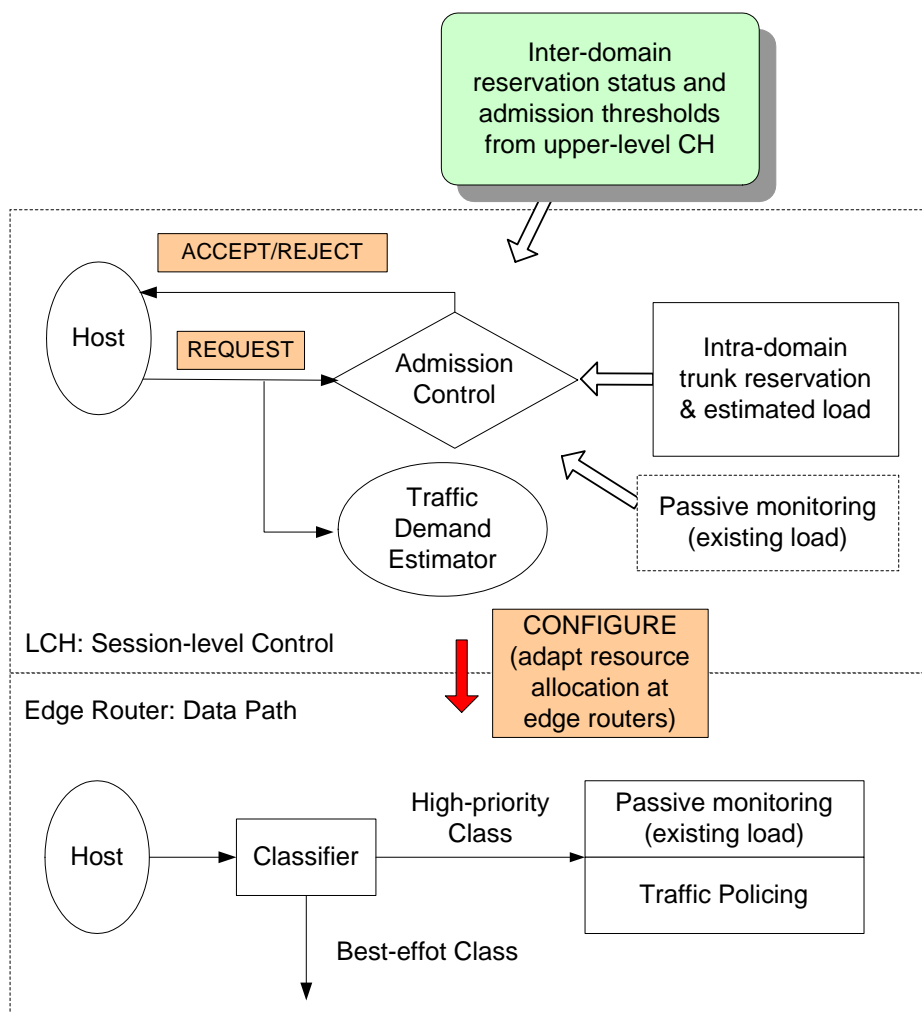 Inter-domain
reservation status and
admission thresholds
from upper-level CH
ACCEPT/REJECT
Host
REQUEST
Admission
Control
Intra-domain
trunk reservation
& estimated load
Traffic
Demand
Estimator
Passive monitoring
(existing load)
LCH: Session-level Control
CONFIGURE
(adapt resource
allocation at
edge routers)
Edge Router: Data Path
Host
Classifier
High-priority
Class
Passive monitoring
(existing load)
Traffic Policing
Best-effot Class